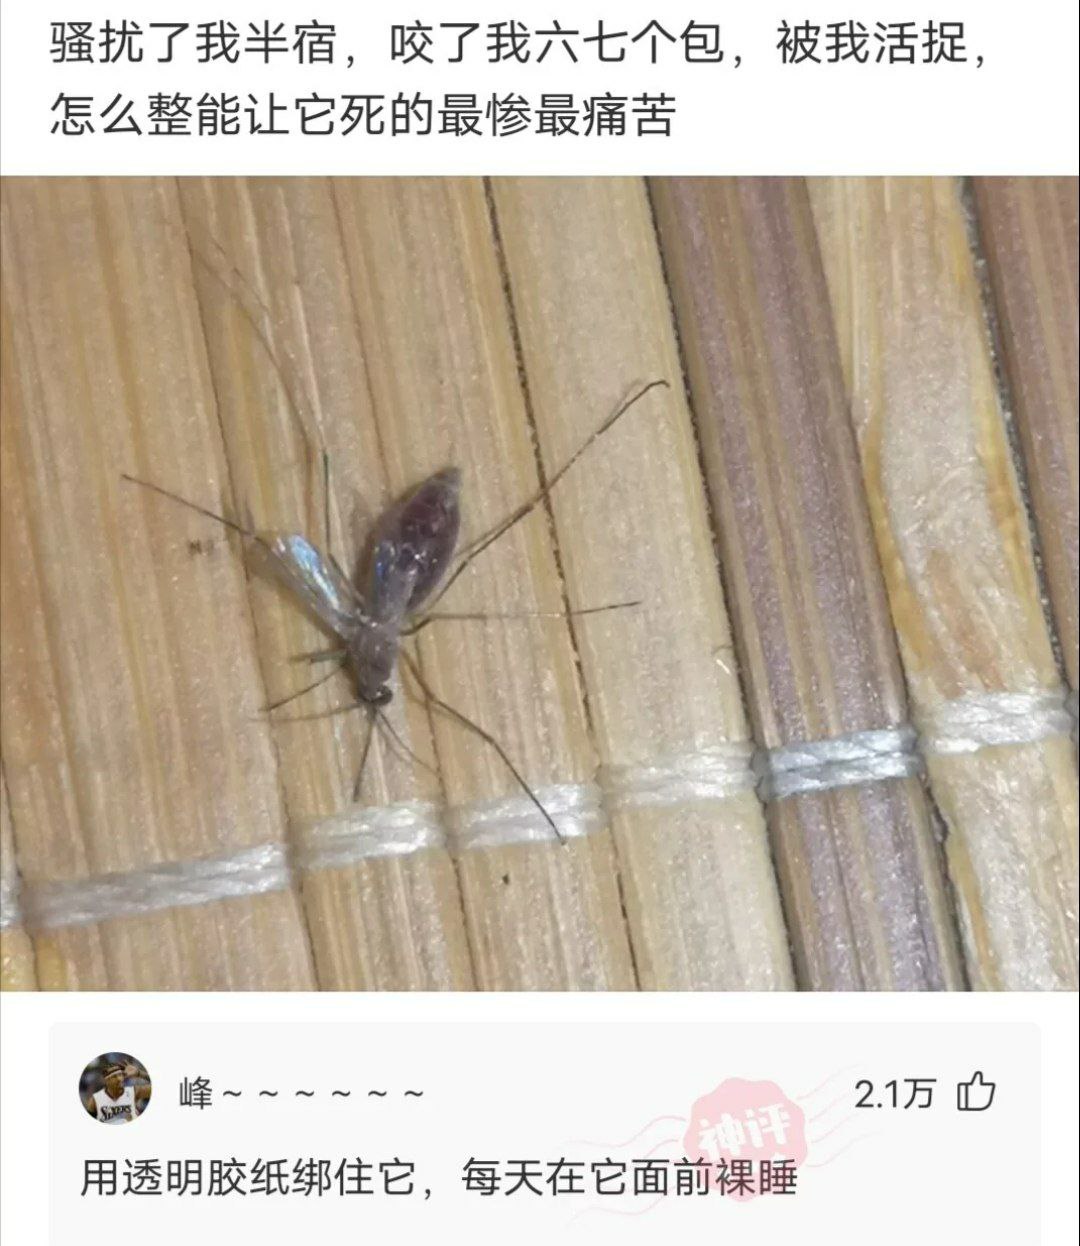 骚扰了我半宿，咬了我六七个包，被我活捉，
怎么整能让它死的最惨最痛苦
峰～～～～～～
2.1万
神评
用透明胶纸绑住它，每天在它面前裸睡